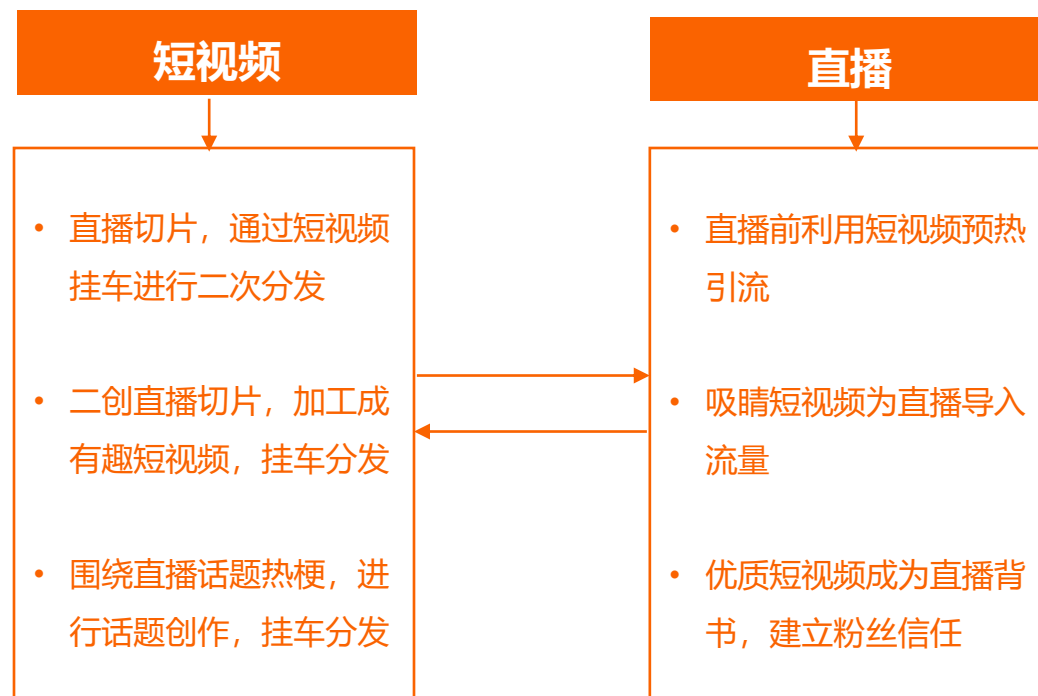 短视频
• 直播切片，通过短视频
挂车进行二次分发
• 二创直播切片，加工成
有趣短视频，挂车分发
• 围绕直播话题热梗，进
行话题创作，挂车分发
直播
• 直播前利用短视频预热
引流
• 吸睛短视频为直播导入
流量
• 优质短视频成为直播背
书，建立粉丝信任